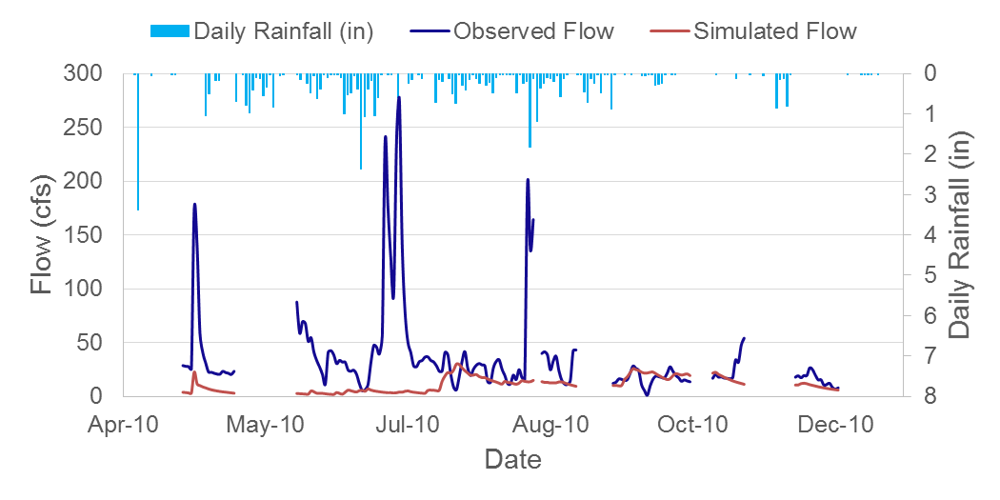 Daily Rainfall (in) Observed Flow Simulated Flow
300 0
250 1
200 2
150 3
100 4
50 5
0 6
7
8
Flow (cfs)
Daily Rainfall (in)
Apr-10 May-10 Jul-10 Aug-10 Oct-10 Dec-10
Date